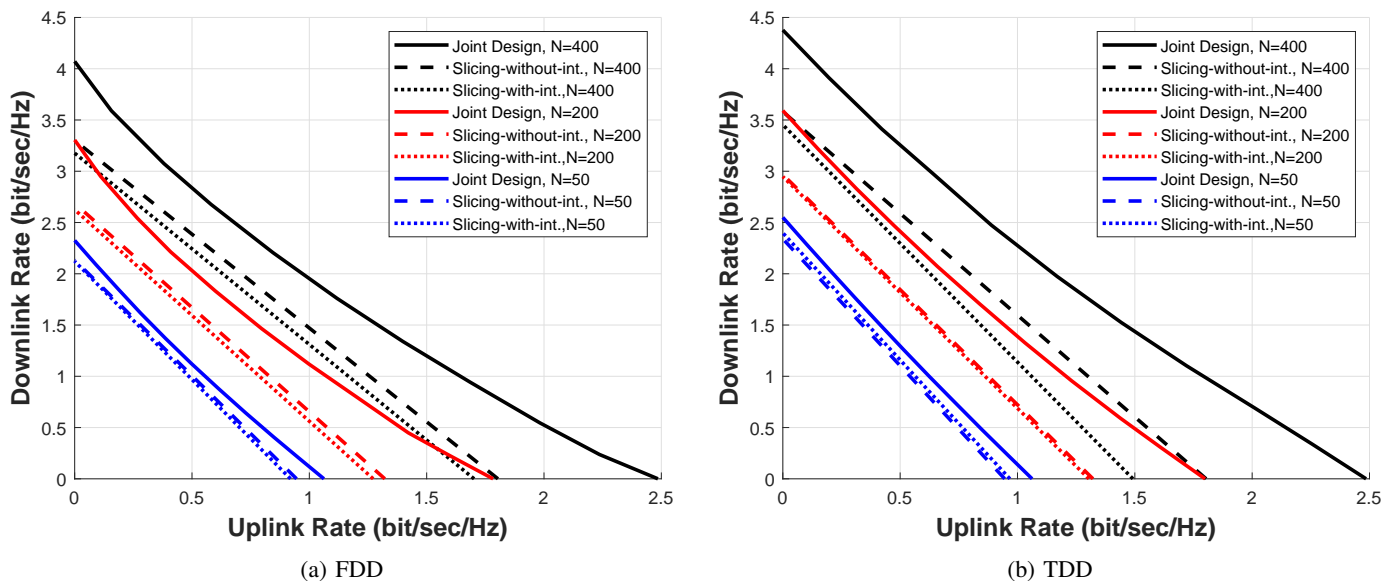 4.5
4
3.5
3
2.5
2
1.5
1
0.5
0
0
0.5
1
1.5
2
2.5
Downlink Rate (bit/sec/Hz)
Uplink Rate (bit/sec/Hz)
Joint Design, N=400
Slicing-without-int., N=400
Slicing-with-int.,N=400
Joint Design, N=200
Slicing-without-int., N=200
Slicing-with-int.,N=200
Joint Design, N=50
Slicing-without-int., N=50
Slicing-with-int.,N=50
(a) FDD
4.5
4
3.5
3
2.5
2
1.5
1
0.5
0
0
0.5
1
1.5
2
2.5
Downlink Rate (bit/sec/Hz)
Uplink Rate (bit/sec/Hz)
Joint Design, N=400
Slicing-without-int., N=400
Slicing-with-int.,N=400
Joint Design, N=200
Slicing-without-int., N=200
Slicing-with-int.,N=200
Joint Design, N=50
Slicing-without-int., N=50
Slicing-with-int.,N=50
(b) TDD